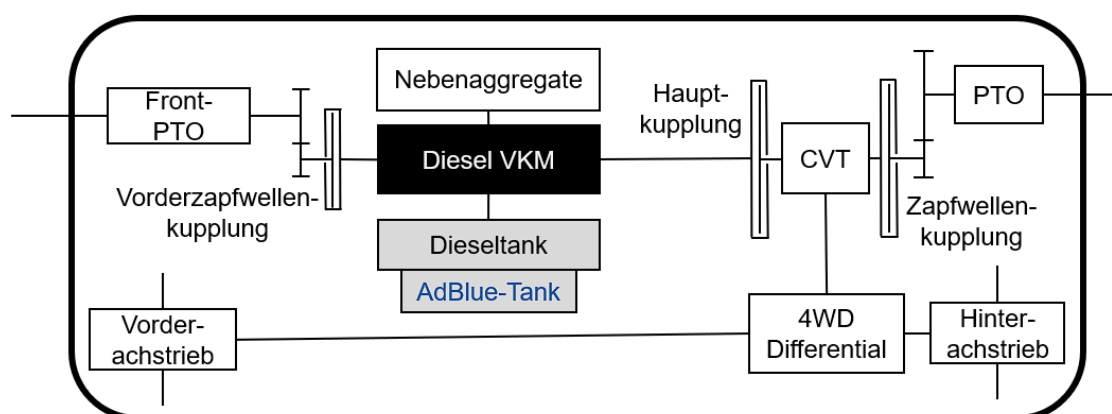 Nebenaggregate
Front-
PTO
Haupt-
kupplung
PTO
Diesel VKM
CVT
Vorderzapfwellen-
kupplung
Zapfwellen-
kupplung
Dieseltank
AdBlue-Tank
Vorder-
achstrieb
4WD
Differential
Hinter-
achstrieb